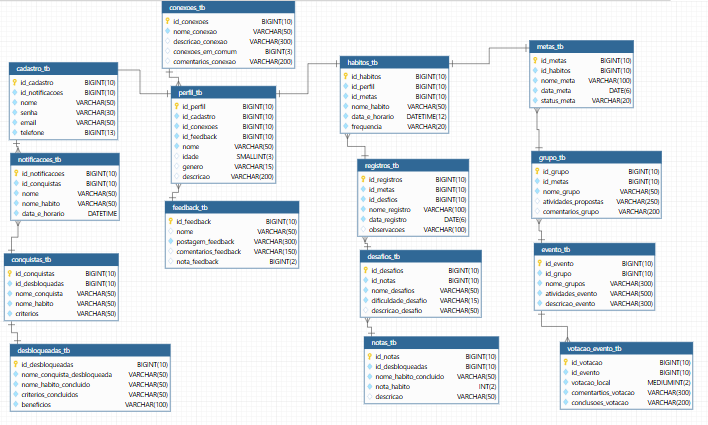 conexoes_tb
id_conexoes BIGINT(10)
nome_conexao VARCHAR(50)
descricao_conexao VARCHAR(300)
conexoes_em_comum BIGINT(3)
comentarios_conexao VARCHAR(200)
cadastro_tb
id_cadastro BIGINT(10)
id_notificacoes BIGINT(10)
nome VARCHAR(50)
senha VARCHAR(30)
email VARCHAR(50)
telefone BIGINT(13)
perfil_tb
id_perfil BIGINT(10)
id_cadastro BIGINT(10)
id_conexoes BIGINT(10)
id_feedback BIGINT(10)
nome VARCHAR(50)
idade SMALLINT(3)
genero VARCHAR(15)
descricao VARCHAR(200)
habitos_tb
id_habitos BIGINT(10)
id_perfil BIGINT(10)
id_metas BIGINT(10)
nome_habito VARCHAR(50)
data_e_horario DATETIME(12)
frequencia VARCHAR(20)
metas_tb
id_metas BIGINT(10)
id_habitos BIGINT(10)
nome_meta VARCHAR(100)
data_meta DATE(6)
status_meta VARCHAR(20)
notificacoes_tb
id_notificacoes BIGINT(10)
id_conquistas BIGINT(10)
nome VARCHAR(50)
nome_habito VARCHAR(50)
data_e_horario DATETIME
feedback_tb
id_feedback BIGINT(10)
nome VARCHAR(50)
postagem_feedback VARCHAR(300)
comentarios_feedback VARCHAR(150)
nota_feedback BIGINT(2)
registros_tb
id_registros BIGINT(10)
id_metas BIGINT(10)
id_desfios BIGINT(10)
nome_registro VARCHAR(100)
data_registro DATE(6)
observacoes VARCHAR(100)
grupo_tb
id_grupo BIGINT(10)
id_metas BIGINT(10)
nome_grupo VARCHAR(50)
atividades_propostas VARCHAR(250)
comentarios_grupo VARCHAR(200
conquistas_tb
id_conquistas BIGINT(10)
id_desbloquadas BIGINT(10)
nome_conquista VARCHAR(50)
nome_habito VARCHAR(50)
criterios VARCHAR(50)
desafios_tb
id_desafios BIGINT(10)
id_notas BIGINT(10)
nome_desafios VARCHAR(50)
dificuldade_desafio VARCHAR(15)
descricao_desafio VARCHAR(50)
evento_tb
id_evento BIGINT(10)
id_grupo BIGINT(10)
nome_grupos VARCHAR(300)
atividades_evento VARCHAR(500)
descricao_evento VARCHAR(300)
desbloqueadas_tb
id_desbloqueadas BIGINT(10)
nome_conquista_desbloqueada VARCHAR(50)
nome_habito_concluido VARCHAR(50)
criterios_concluidos VARCHAR(50)
beneficios VARCHAR(100)
notas_tb
id_notas BIGINT(10)
id_desbloqueadas BIGINT(10)
nome_habito_concluido VARCHAR(50)
nota_habito INT(2)
descricao VARCHAR(50)
votacao_evento_tb
id_votacao BIGINT(10)
id_evento BIGINT(10)
votacao_local MEDIUMINT(2)
comentartios_votacao VARCHAR(300)
conclusoes_votacao VARCHAR(200)